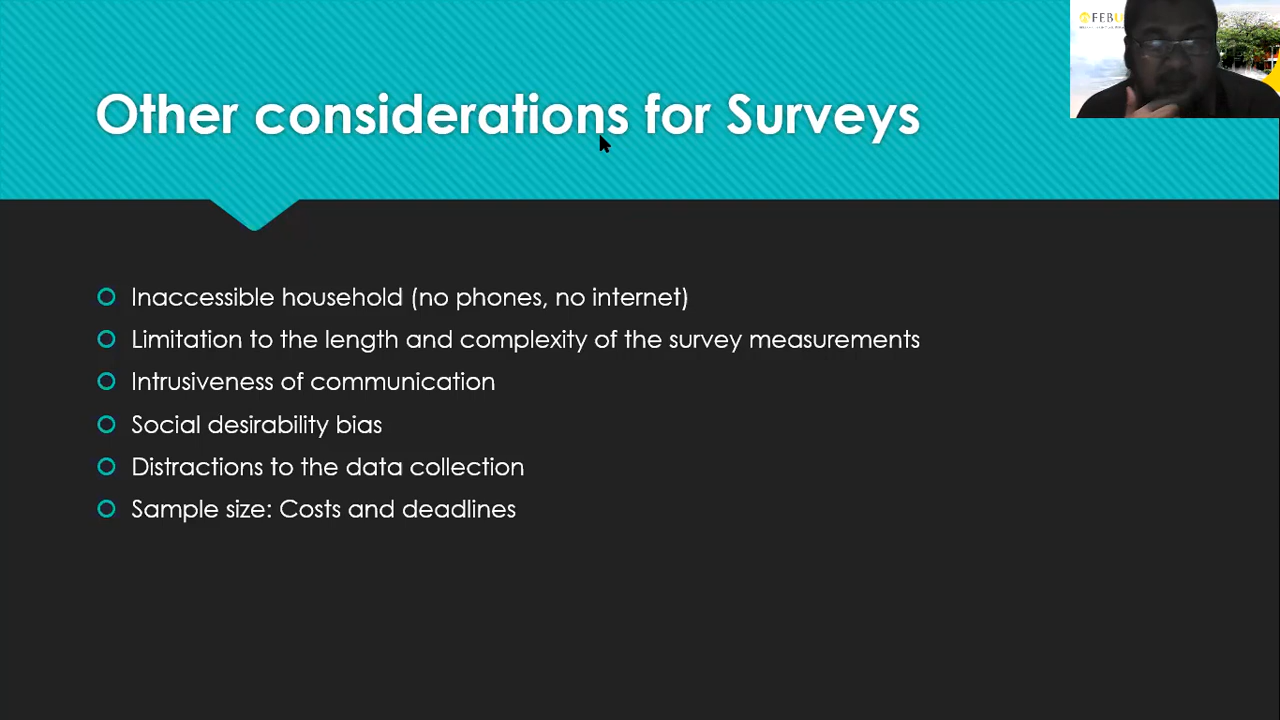 FEB
Other considerations for Surveys
Inaccessible household (no phones, no internet)
Limitation to the length and complexity of the survey measurements
Intrusiveness of communication
Social desirability bias
Distractions to the data collection
Sample size: Costs and deadlines